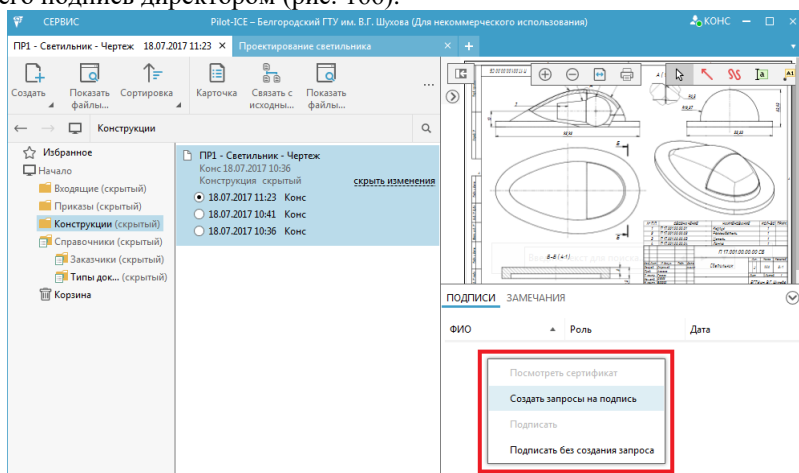 его подпись директором (рис. 166).
СЕРВИС
Pilot-ICE – Белгородский ГТУ им. В.Г. Шухова (Для некоммерческого использования)
КОНС
ПР1 - Светильник - Чертеж 18.07.2017 11:23
Проектирование светильника
Создать
Показать файлы...
Сортировка
Карточка
Связать с исходны...
Показать файлы...
Конструкции
Избранное
Начало
Входящие (скрытый)
Приказы (скрытый)
Конструкции (скрытый)
Справочники (скрытый)
Заказчики (скрытый)
Типы док... (скрытый)
Корзина
ПР1 - Светильник - Чертеж
Конс 18.07.2017 10:36
Конструкция скрытый
скрыть изменения
18.07.2017 11:23 Конс
18.07.2017 10:41 Конс
18.07.2017 10:36 Конс
Б-Б (4:1)
Светильник
ПОДПИСИ ЗАМЕЧАНИЯ
ФИО
Роль
Дата
Посмотреть сертификат
Создать запросы на подпись
Подписать
Подписать без создания запроса